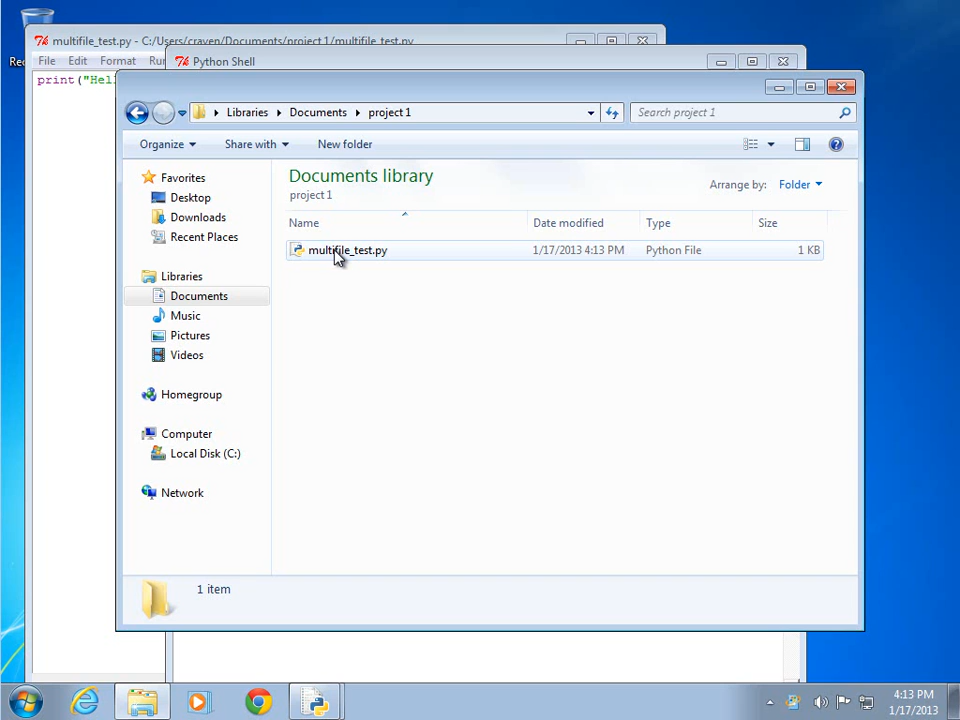 multifile_test.py - C:/Users/craven/Documents/project 1/multifile_test.py
File Edit Format
print("Hel
Python Shell
Libraries Documents project 1
Search project 1
Organize Share with New folder
Favorites
Desktop
Downloads
Recent Places
Libraries
Documents
Music
Pictures
Videos
Homegroup
Computer
Local Disk (C:)
Network
Documents library
project 1
Arrange by: Folder
Name Date modified Type Size
multifile_test.py 1/17/2013 4:13 PM Python File 1 KB
1 item
4:13 PM
1/17/2013